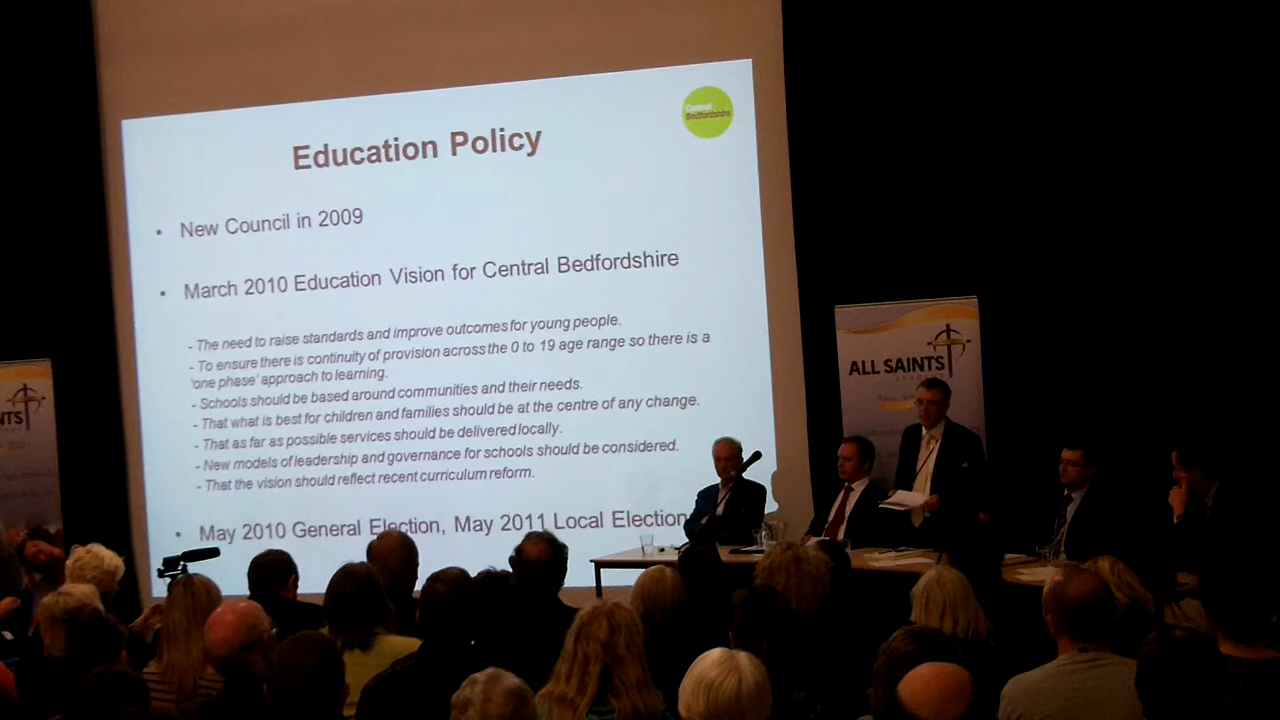 Central
Bedfordshire
Education Policy
• New Council in 2009
• March 2010 Education Vision for Central Bedfordshire
- The need to raise standards and improve outcomes for young people.
- To ensure there is continuity of provision across the 0 to 19 age range so there is a
'one phase' approach to learning.
- Schools should be based around communities and their needs.
- That what is best for children and families should be at the centre of any change.
- That as far as possible services should be delivered locally.
- New models of leadership and governance for schools should be considered.
- That the vision should reflect recent curriculum reform.
• May 2010 General Election, May 2011 Local Election
ALL SAINTS
ACADEMY
NTS